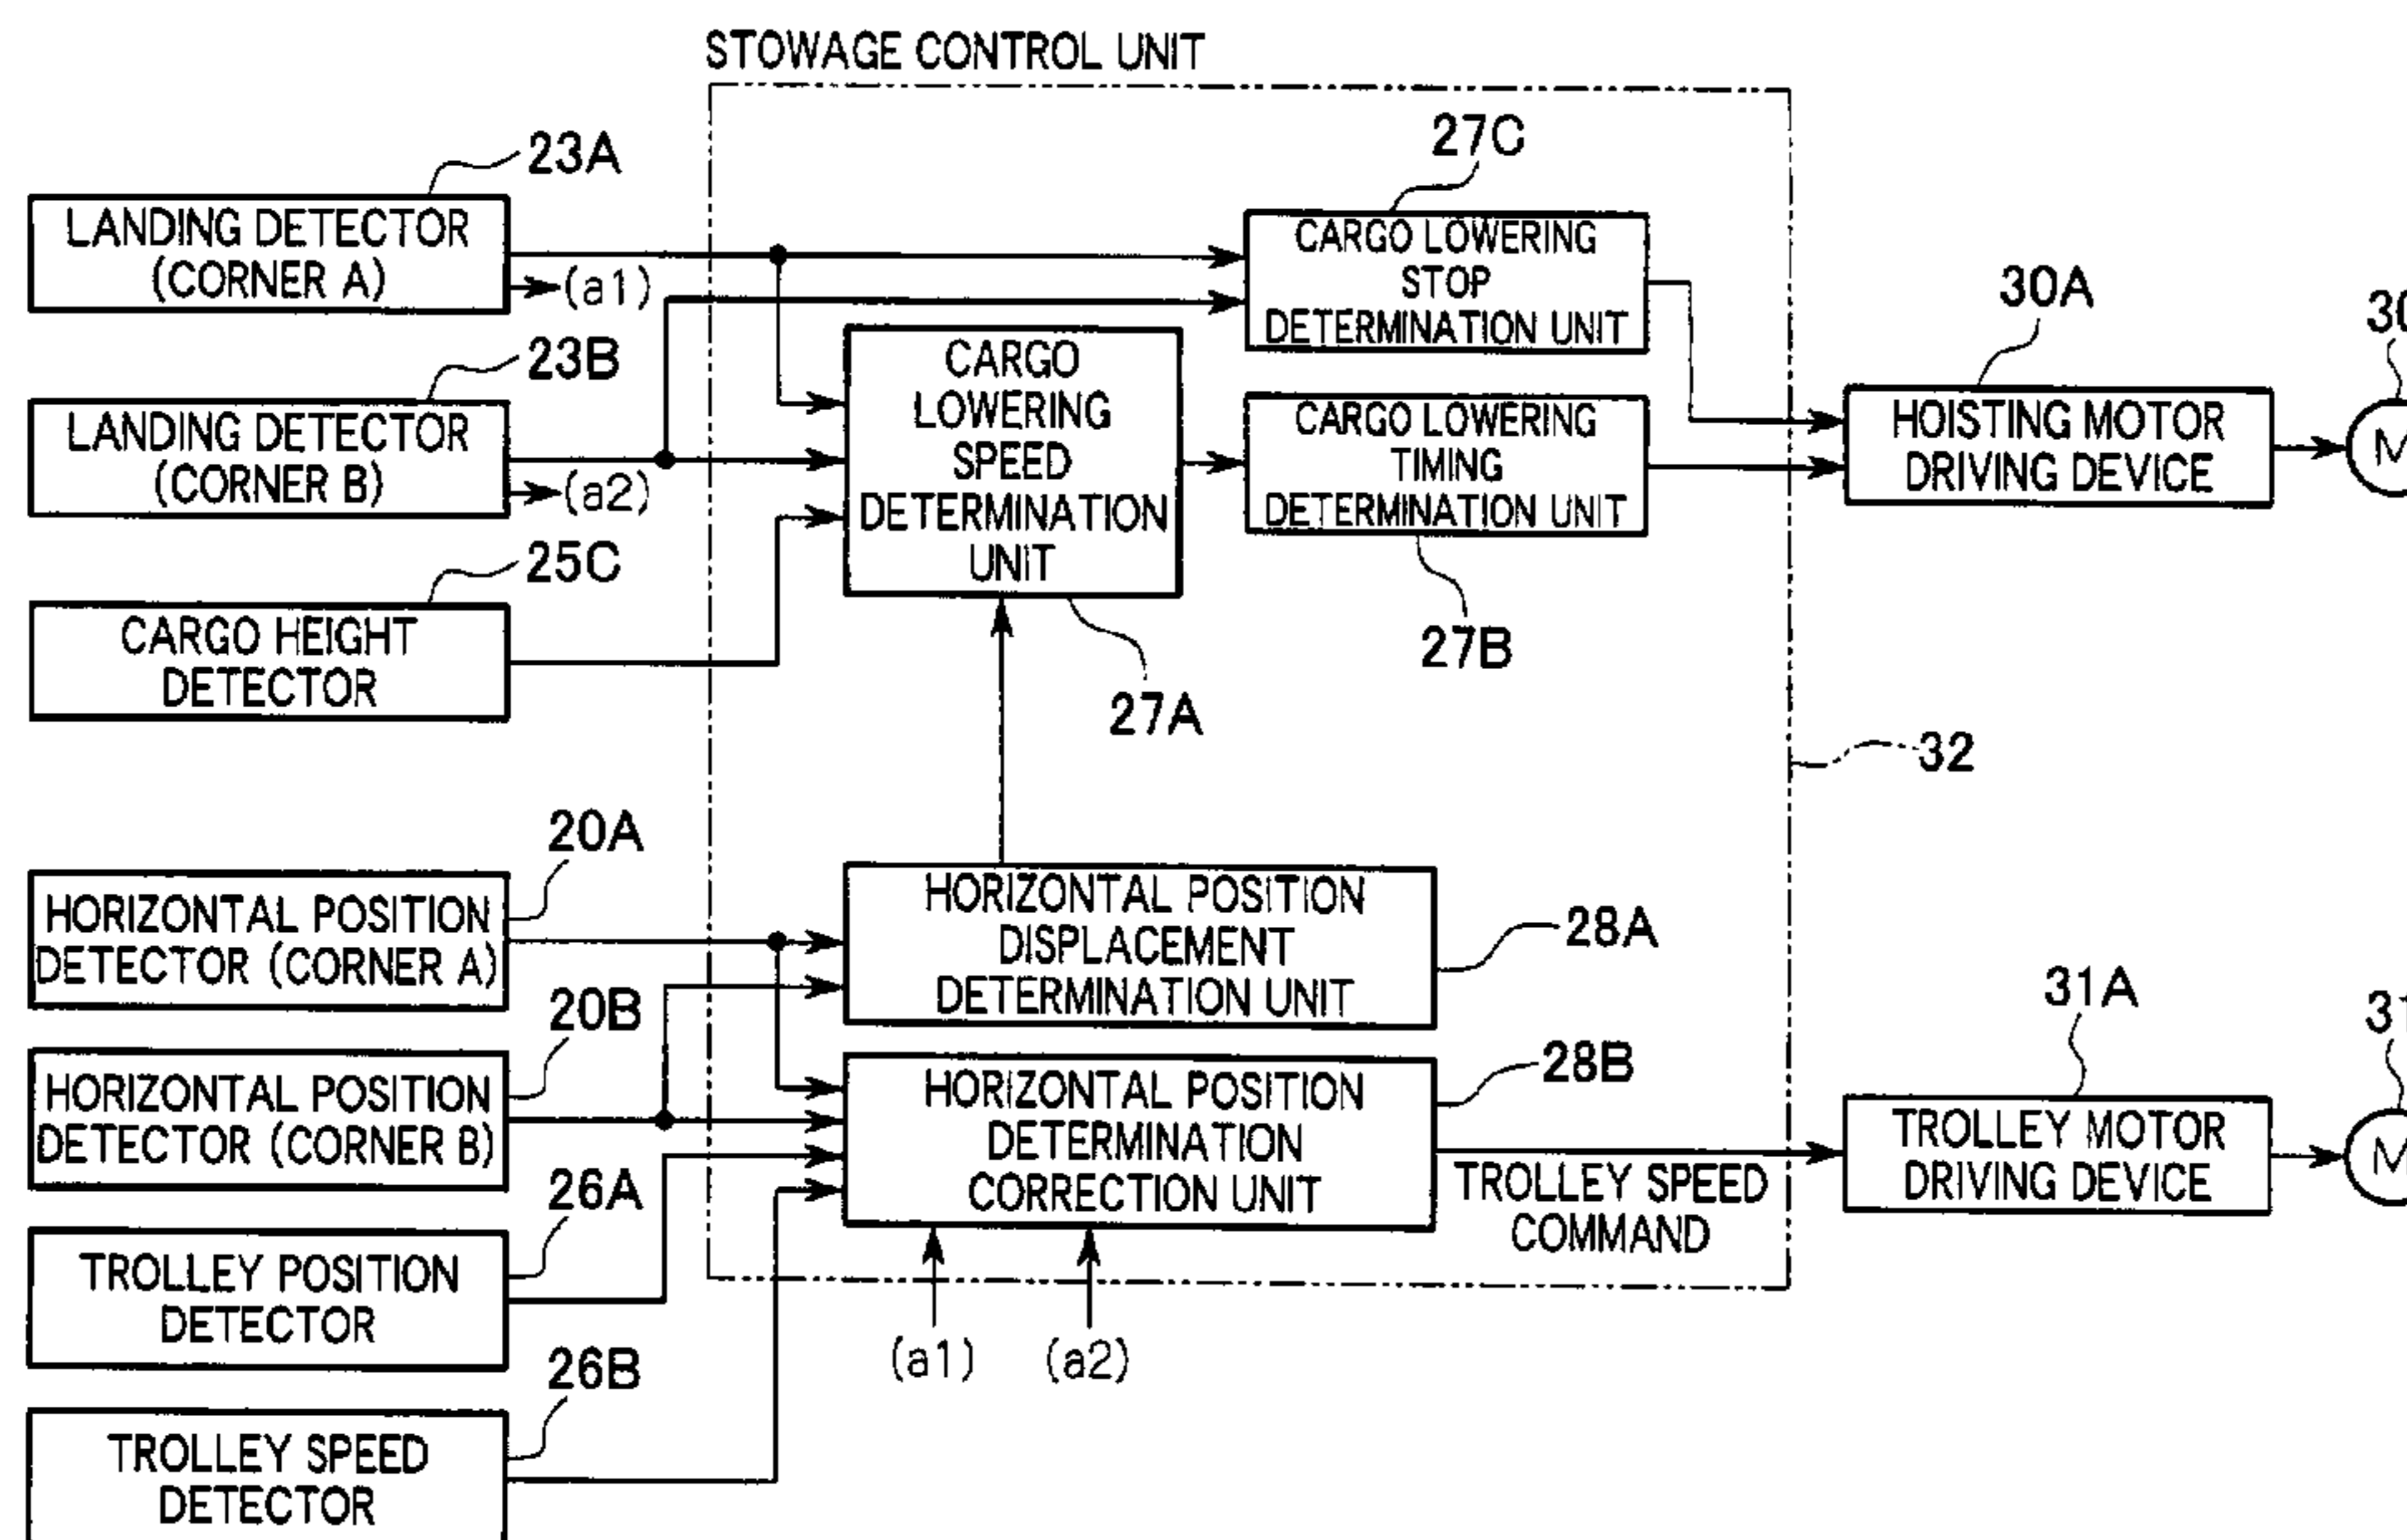 STOWAGE CONTROL UNIT
23A
LANDING DETECTOR
(CORNER A)
(a1)
23B
LANDING DETECTOR
(CORNER B)
(a2)
25C
CARGO HEIGHT
DETECTOR
27C
CARGO LOWERING
STOP
DETERMINATION UNIT
CARGO
LOWERING
SPEED
DETERMINATION
UNIT
27A
CARGO LOWERING
TIMING
DETERMINATION UNIT
27B
30A
HOISTING MOTOR
DRIVING DEVICE
30
M
32
20A
HORIZONTAL POSITION
DETECTOR (CORNER A)
20B
HORIZONTAL POSITION
DETECTOR (CORNER B)
26A
TROLLEY POSITION
DETECTOR
26B
TROLLEY SPEED
DETECTOR
HORIZONTAL POSITION
DISPLACEMENT
DETERMINATION UNIT
28A
HORIZONTAL POSITION
DETERMINATION
CORRECTION UNIT
28B
(a1) (a2)
TROLLEY SPEED
COMMAND
31A
TROLLEY MOTOR
DRIVING DEVICE
31
M